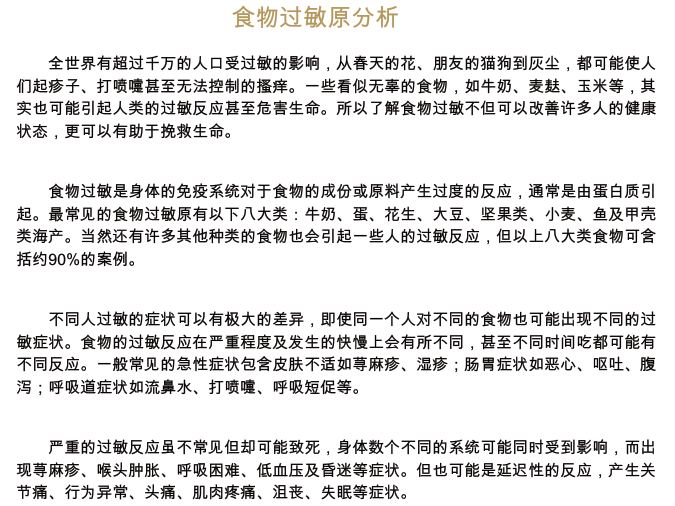 食物过敏原分析
全世界有超过千万的人口受过敏的影响，从春天的花、朋友的猫狗到灰尘，都可能使人
们起疹子、打喷嚏甚至无法控制的搔痒。一些看似无辜的食物，如牛奶、麦麸、玉米等，其
实也可能引起人类的过敏反应甚至危害生命。所以了解食物过敏不但可以改善许多人的健康
状态，更可以有助于挽救生命。
食物过敏是身体的免疫系统对于食物的成份或原料产生过度的反应，通常是由蛋白质引
起。最常见的食物过敏原有以下八大类：牛奶、蛋、花生、大豆、坚果类、小麦、鱼及甲壳
类海产。当然还有许多其他种类的食物也会引起一些人的过敏反应，但以上八大类食物可含
括约90%的案例。
不同人过敏的症状可以有极大的差异，即使同一个人对不同的食物也可能出现不同的过
敏症状。食物的过敏反应在严重程度及发生的快慢上会有所不同，甚至不同时间吃都可能有
不同反应。一般常见的急性症状包含皮肤不适如荨麻疹、湿疹；肠胃症状如恶心、呕吐、腹
泻；呼吸道症状如流鼻水、打喷嚏、呼吸短促等。
严重的过敏反应虽不常见但却可能致死，身体数个不同的系统可能同时受到影响，而出
现荨麻疹、喉头肿胀、呼吸困难、低血压及昏迷等症状。但也可能是延迟性的反应，产生关
节痛、行为异常、头痛、肌肉疼痛、沮丧、失眠等症状。